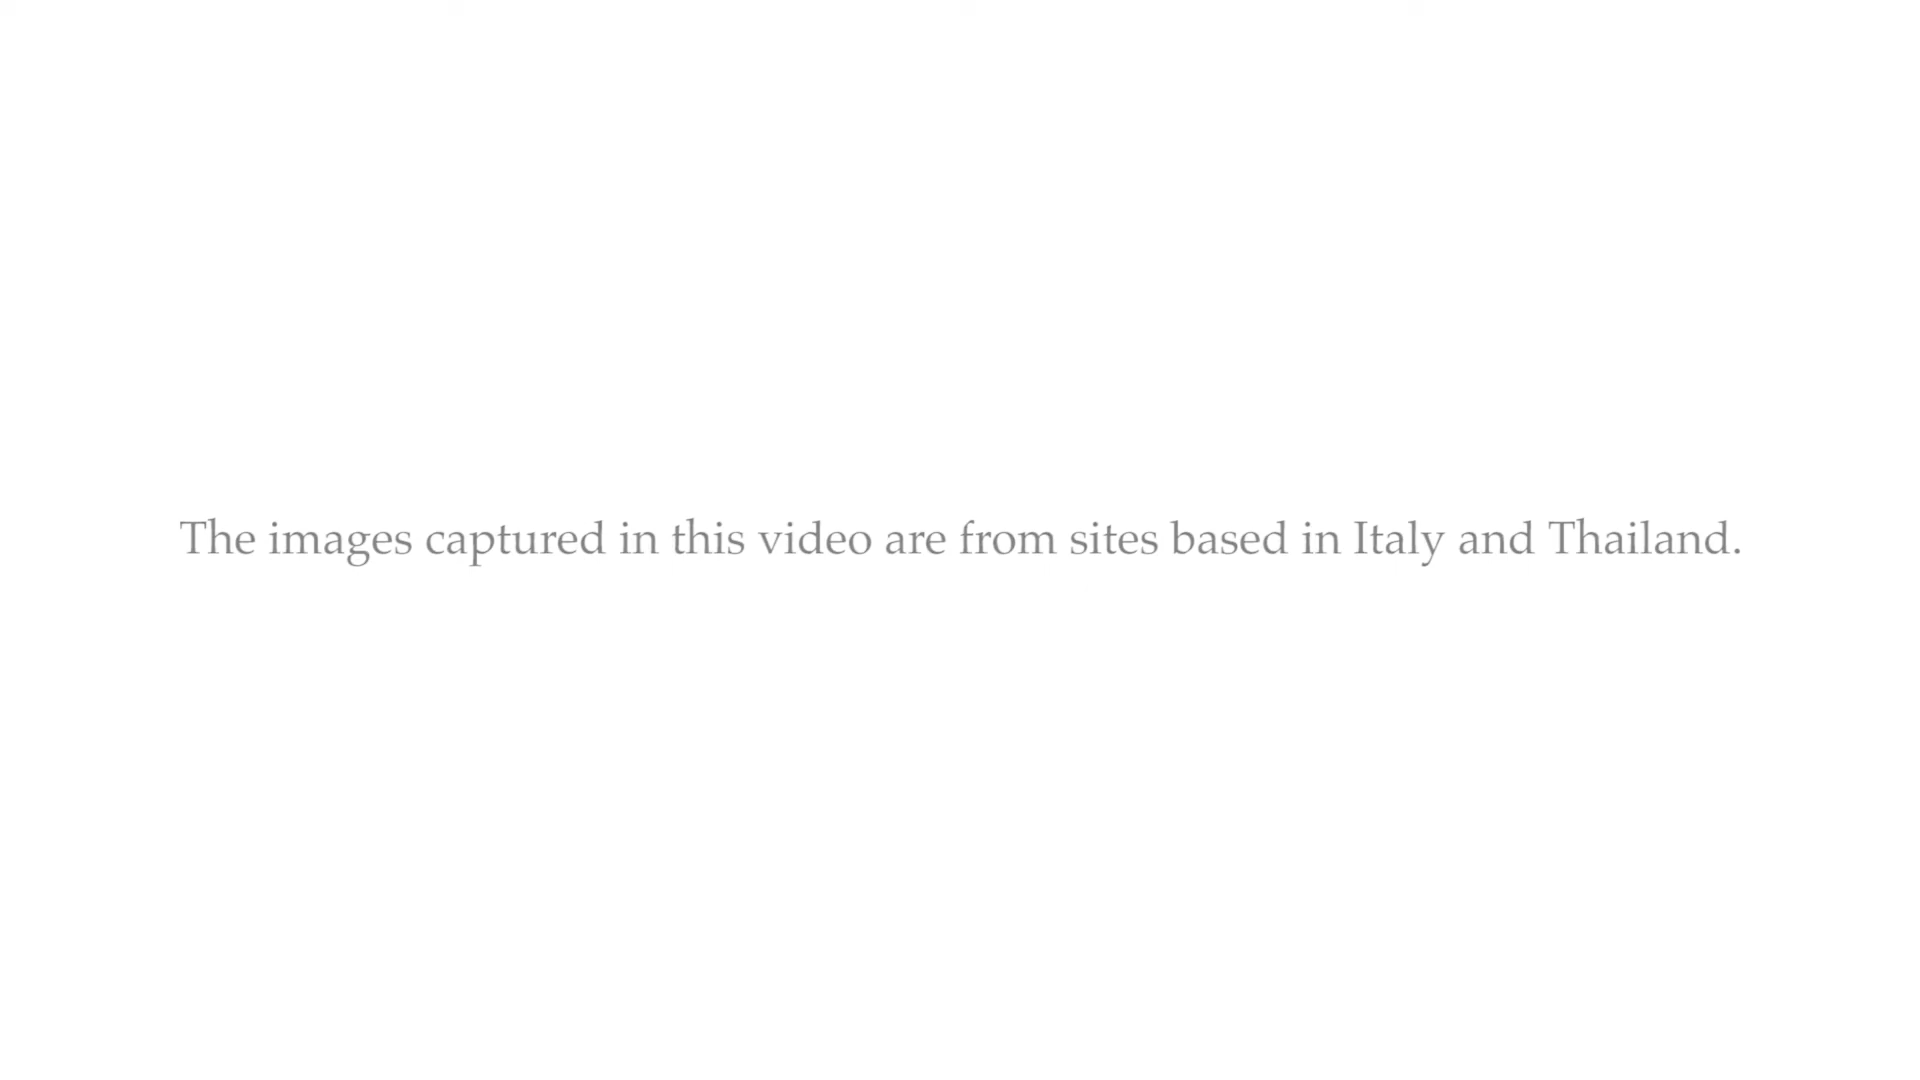 The images captured in this video are from sites based in Italy and Thailand.